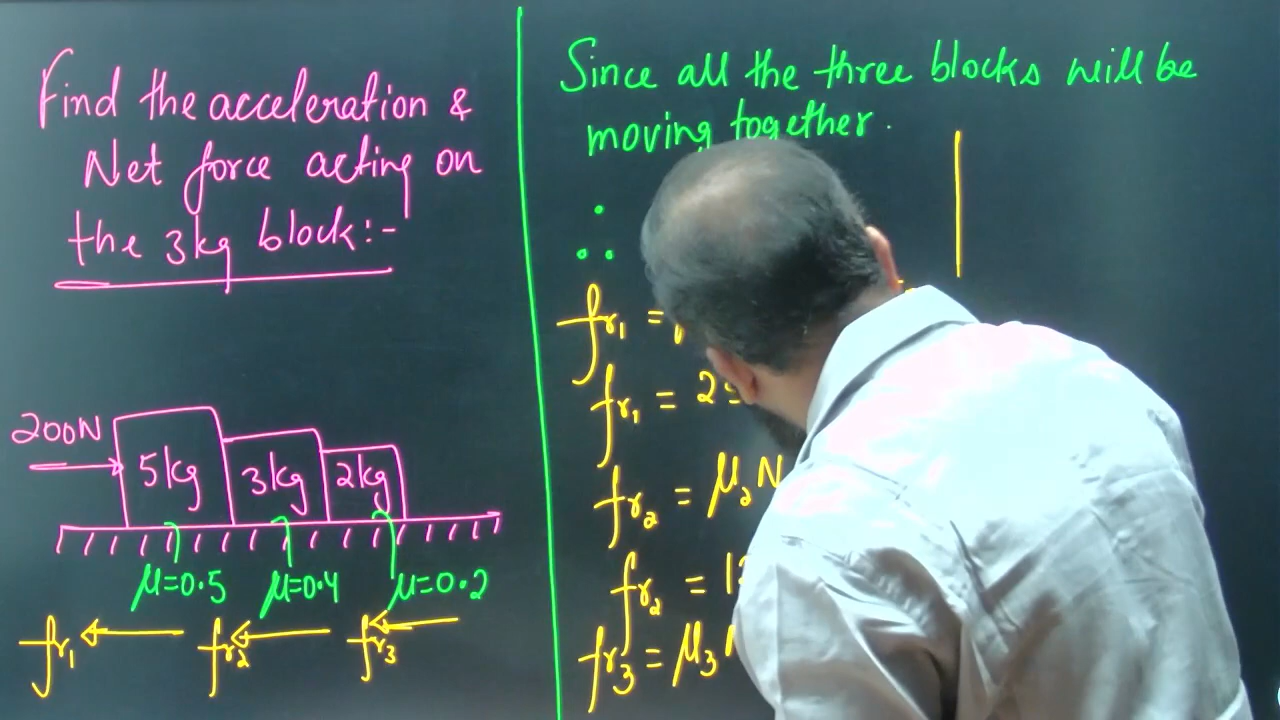 Find the acceleration &
Net force acting on
the 3kg block:-
200N
5kg
3kg
2kg
μ=0.5
μ=0.4
μ=0.2
fr₁
fr₂
fr₃
Since all the three blocks will be
moving together.
∴
fr₁ =
fr₁ = 2
fr₂ = μ₂N
fr₂ = 1
fr₃ = μ₃